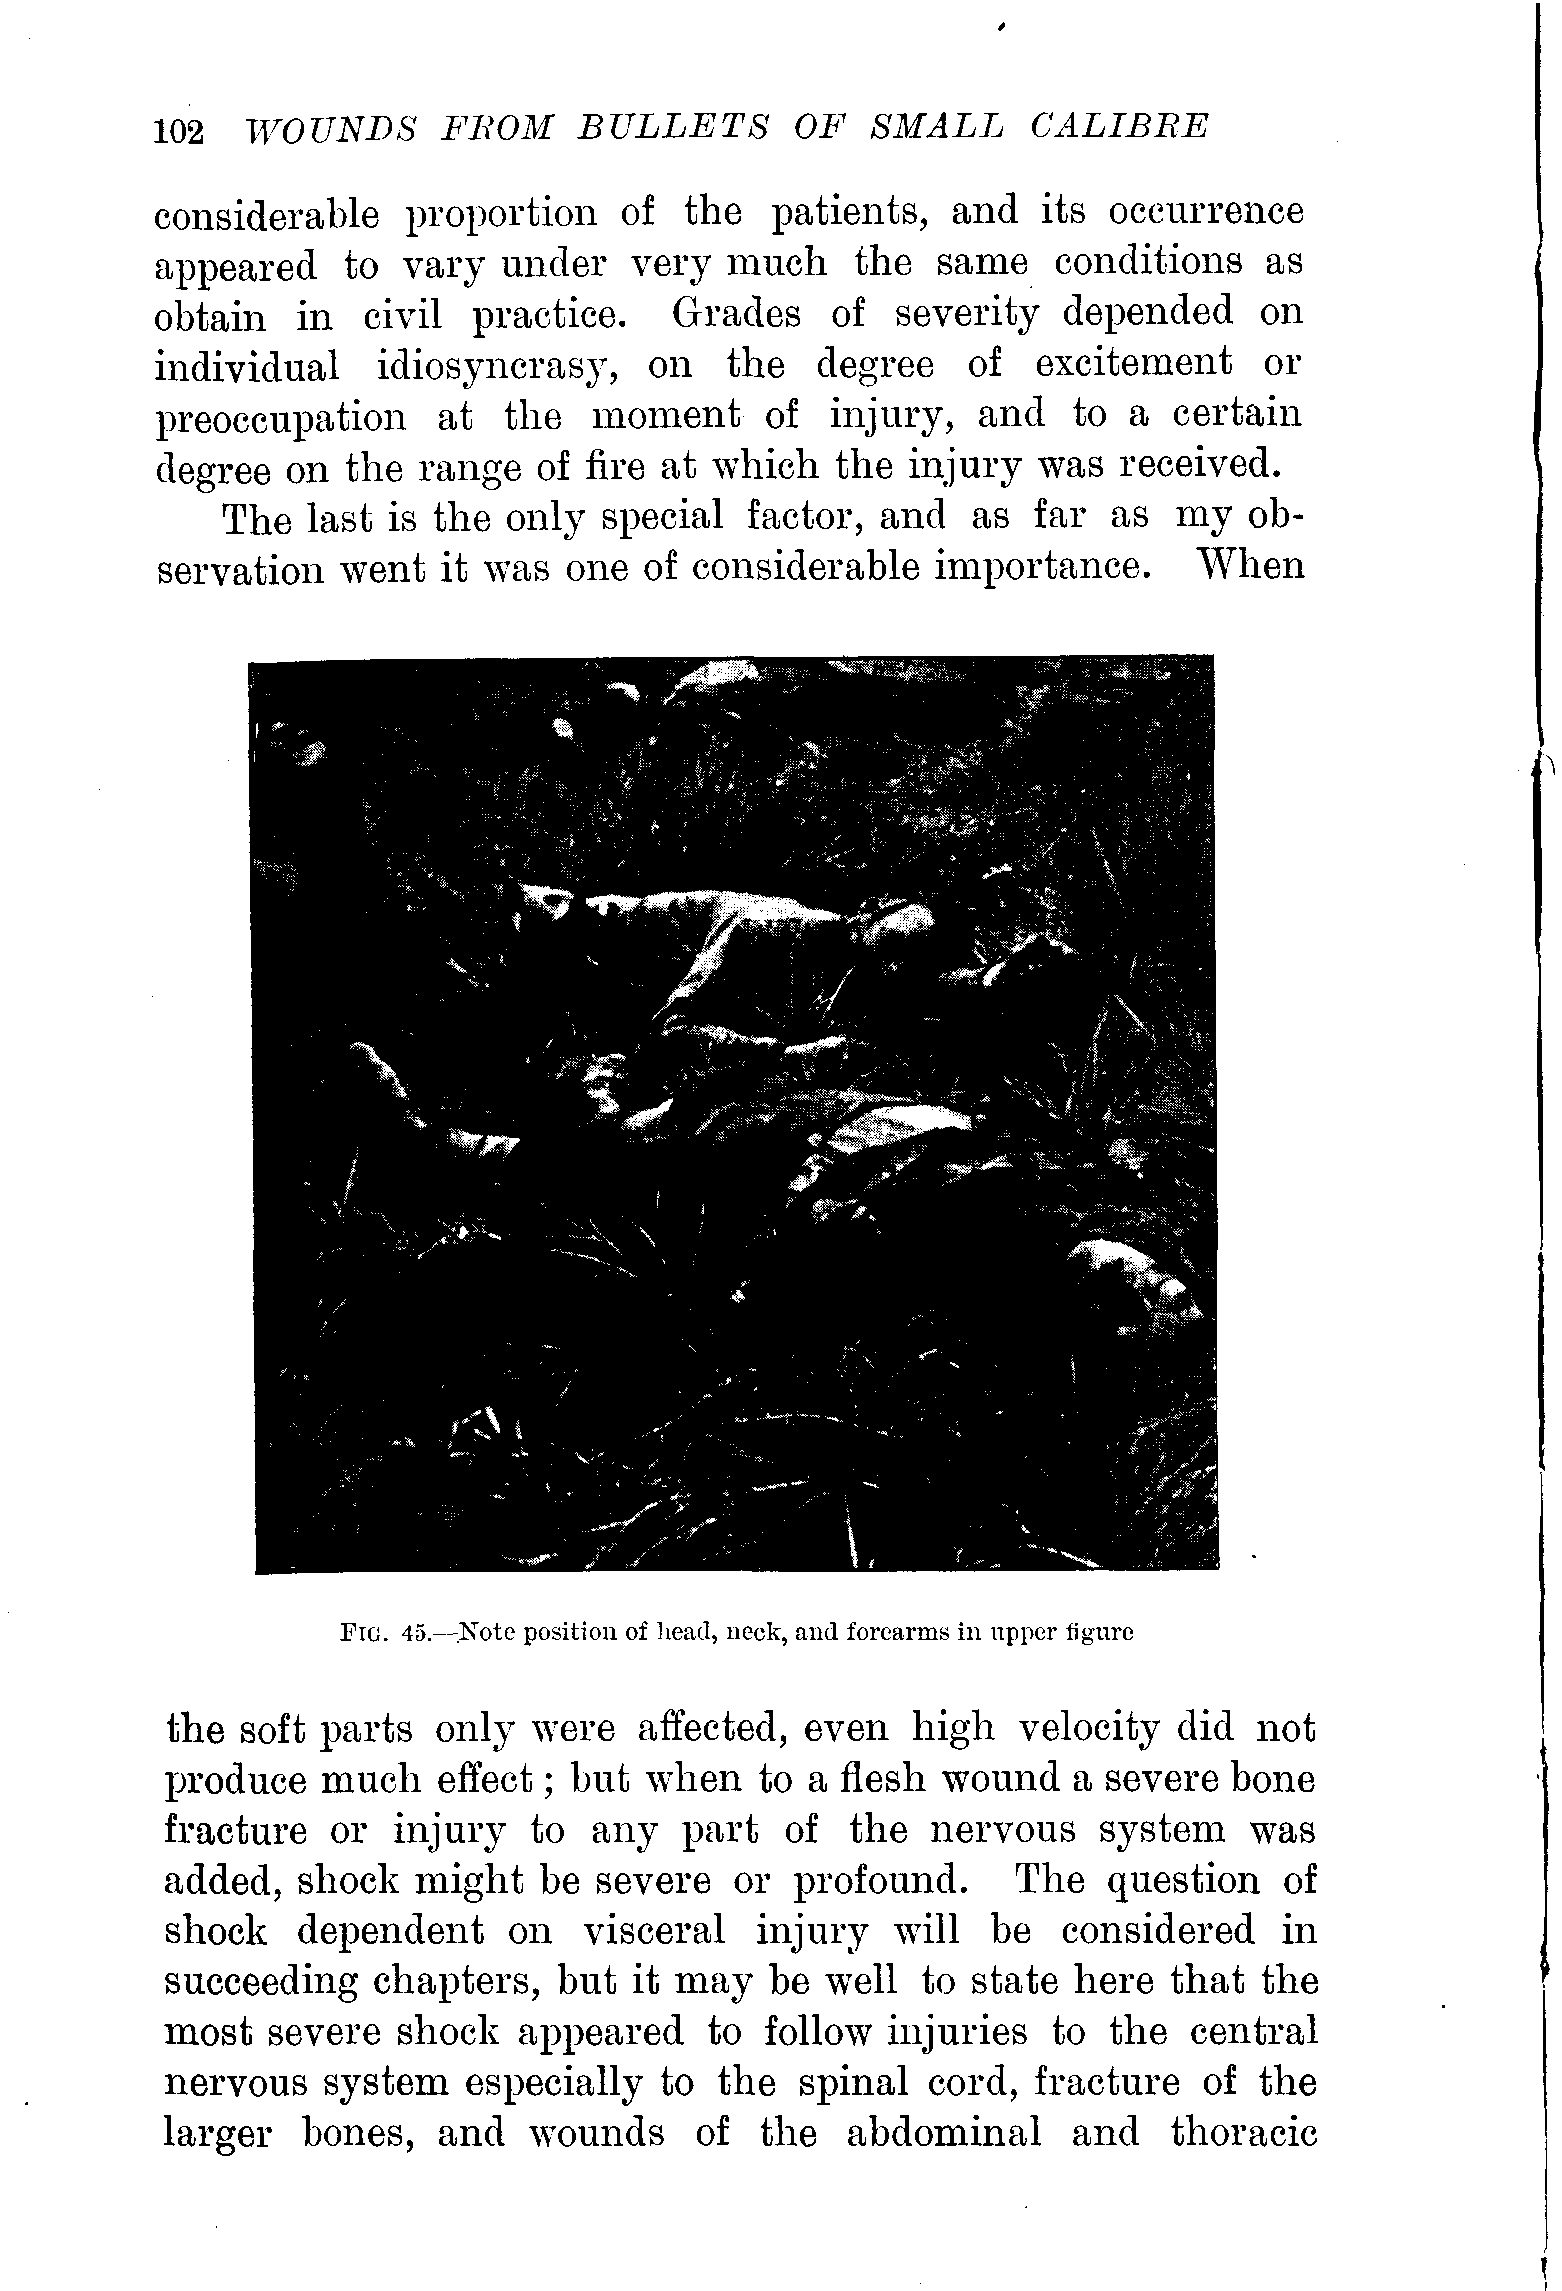 102 WOUNDS FROM BULLETS OF SMALL CALIBRE
considerable proportion of the patients, and its occurrence
appeared to vary under very much the same conditions as
obtain in civil practice. Grades of severity depended on
individual idiosyncrasy, on the degree of excitement or
preoccupation at the moment of injury, and to a certain
degree on the range of fire at which the injury was received.
The last is the only special factor, and as far as my ob-
servation went it was one of considerable importance. When
FIG. 45.—Note position of head, neck, and forearms in upper figure
the soft parts only were affected, even high velocity did not
produce much effect; but when to a flesh wound a severe bone
fracture or injury to any part of the nervous system was
added, shock might be severe or profound. The question of
shock dependent on visceral injury will be considered in
succeeding chapters, but it may be well to state here that the
most severe shock appeared to follow injuries to the central
nervous system especially to the spinal cord, fracture of the
larger bones, and wounds of the abdominal and thoracic